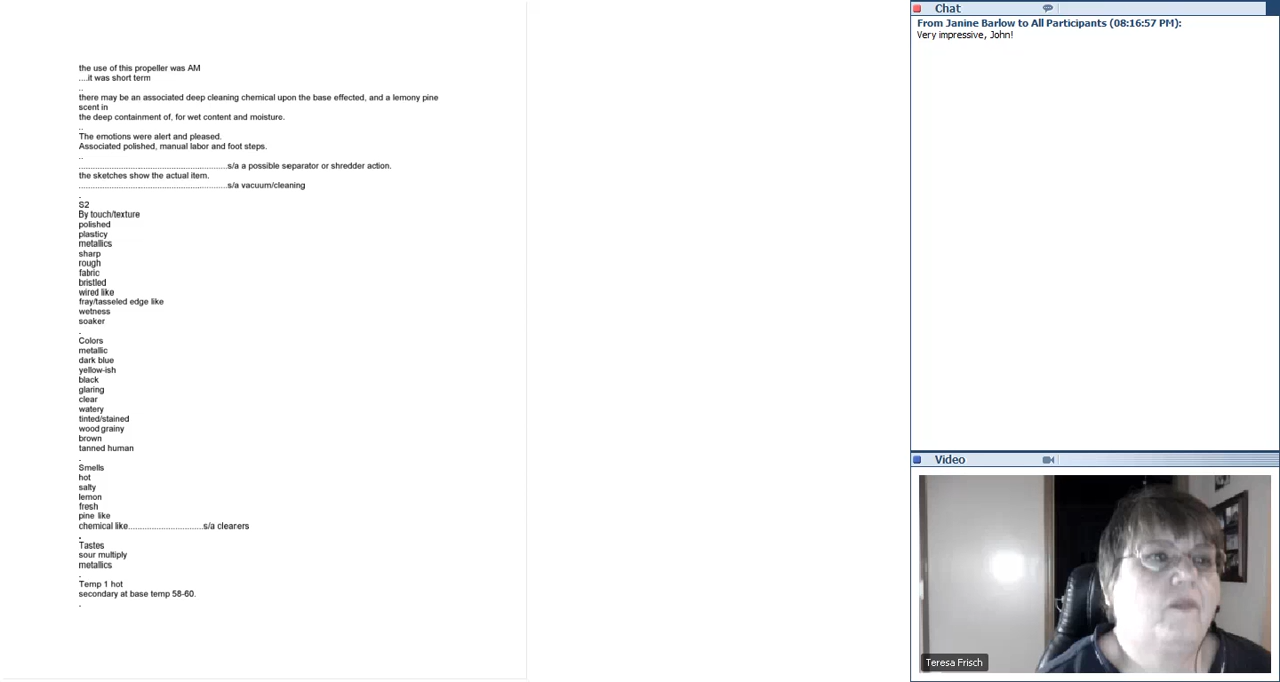 the use of this propeller was AM
....it was short term
..
there may be an associated deep cleaning chemical upon the base effected, and a lemony pine
scent in
the deep containment of, for wet content and moisture.
..
The emotions were alert and pleased.
Associated polished, manual labor and foot steps.
..
......................................................................s/a a possible separator or shredder action.
the sketches show the actual item.
......................................................................s/a vacuum/cleaning
.
S2
By touch/texture
polished
plasticy
metallics
sharp
rough
fabric
bristled
wired like
fray/tasseled edge like
wetness
soaker
.
Colors
metallic
dark blue
yellow-ish
black
glaring
clear
watery
tinted/stained
wood grainy
brown
tanned human
.
Smells
hot
salty
lemon
fresh
pine like
chemical like...................................s/a clearers
.
Tastes
sour multiply
metallics
.
Temp 1 hot
secondary at base temp 58-60.
.
Chat
From Janine Barlow to All Participants (08:16:57 PM):
Very impressive, John!
Video
Teresa Frisch